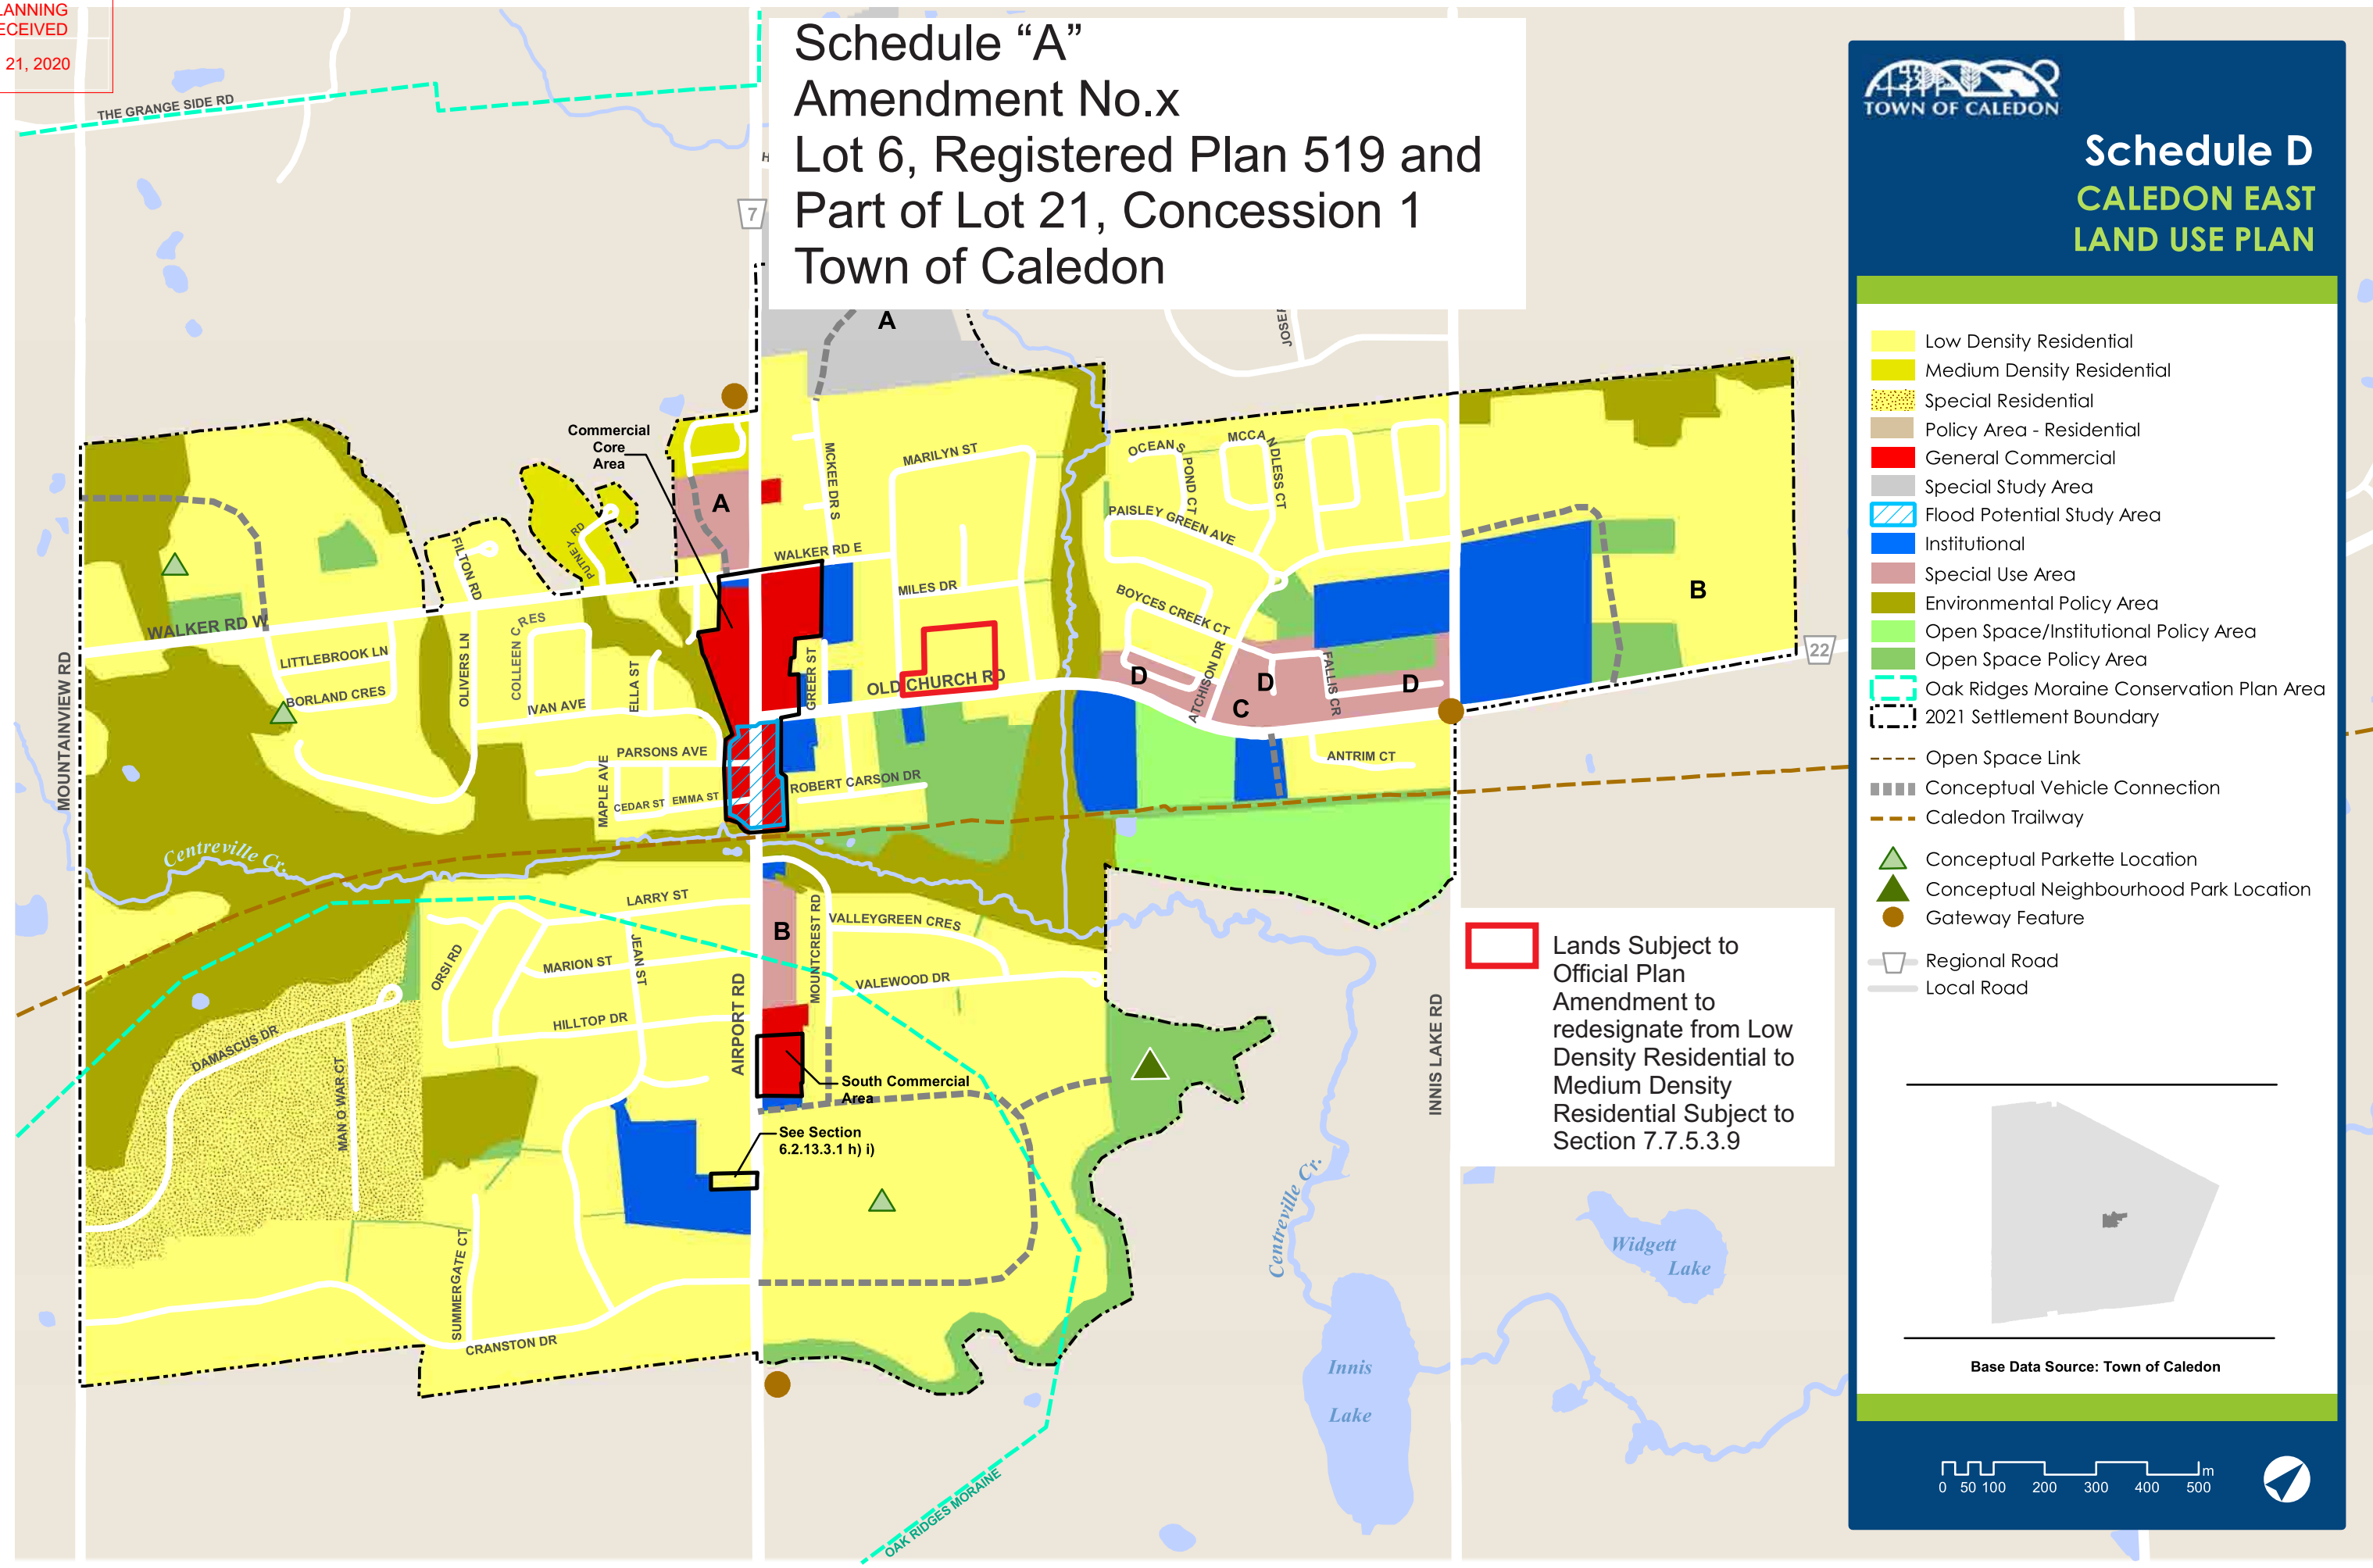 21, 2020
Schedule “A”
Amendment No.x
Lot 6, Registered Plan 519 and
Part of Lot 21, Concession 1
Town of Caledon
TOWN OF CALEDON
Schedule D
CALEDON EAST
LAND USE PLAN
Low Density Residential
Medium Density Residential
Special Residential
Policy Area - Residential
General Commercial
Special Study Area
Flood Potential Study Area
Institutional
Special Use Area
Environmental Policy Area
Open Space/Institutional Policy Area
Open Space Policy Area
Oak Ridges Moraine Conservation Plan Area
2021 Settlement Boundary
Open Space Link
Conceptual Vehicle Connection
Caledon Trailway
Conceptual Parkette Location
Conceptual Neighbourhood Park Location
Gateway Feature
Regional Road
Local Road
Base Data Source: Town of Caledon
0 50 100 200 300 400 500 m
Lands Subject to
Official Plan
Amendment to
redesignate from Low
Density Residential to
Medium Density
Residential Subject to
Section 7.7.5.3.9
THE GRANGE SIDE RD
7
A
Commercial
Core
Area
A
MCKEE DR S
MARILYN ST
OCEAN S
POND CT
MCCA
NDLESS CT
PAISLEY GREEN AVE
WALKER RD E
MILES DR
BOYCES CREEK CT
FILTON RD
PUTNEY RD
WALKER RD W
LITTLEBROOK LN
BORLAND CRES
OLIVERS LN
COLLEEN CRES
IVAN AVE
ELLA ST
GREER ST
OLD CHURCH RD
ATCHISON DR
FALLIS CR
D
D
D
C
B
22
MOUNTAINVIEW RD
PARSONS AVE
MAPLE AVE
CEDAR ST
EMMA ST
ROBERT CARSON DR
ANTRIM CT
Centreville Cr.
LARRY ST
B
MOUNTCREST RD
VALLEYGREEN CRES
ORSI RD
MARION ST
JEAN ST
VALEWOOD DR
AIRPORT RD
HILLTOP DR
DAMASCUS DR
MAN O WAR CT
South Commercial
Area
See Section
6.2.13.3.1 h) i)
INNIS LAKE RD
SUMMERGATE CT
CRANSTON DR
Centreville Cr.
Widgett
Lake
Innis
Lake
OAK RIDGES MORAINE